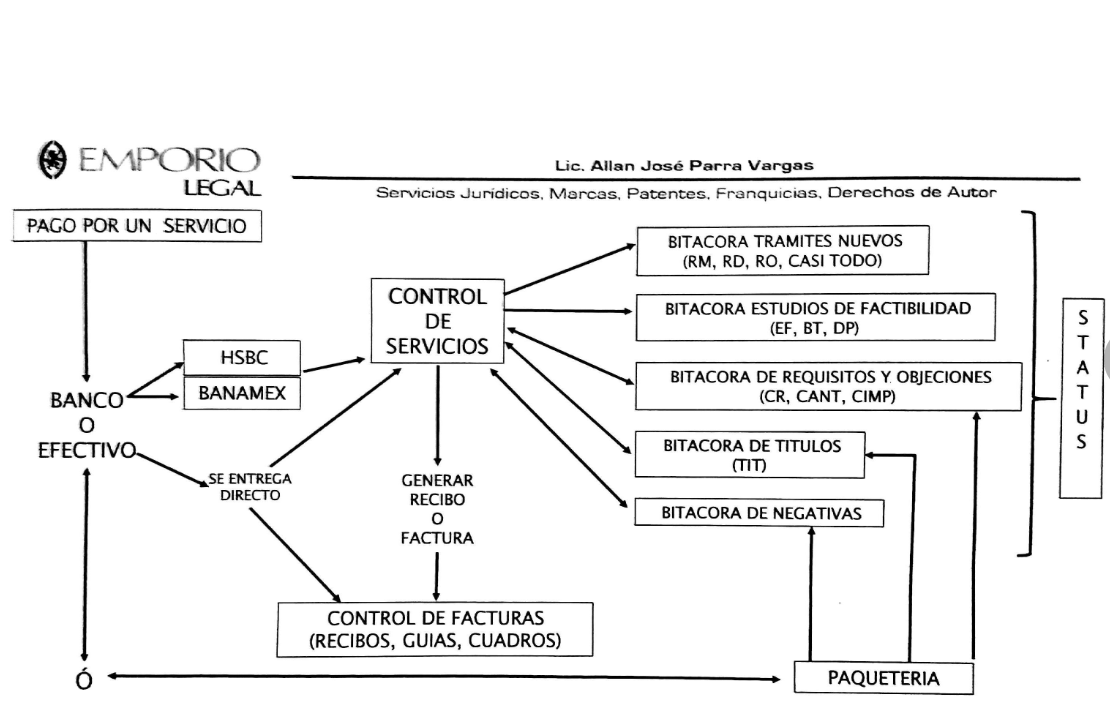 EMPORIO
LEGAL
Lic. Allan José Parra Vargas
Servicios Jurídicos, Marcas, Patentes, Franquicias, Derechos de Autor
PAGO POR UN SERVICIO
BANCO
O
EFECTIVO
HSBC
BANAMEX
SE ENTREGA
DIRECTO
CONTROL
DE
SERVICIOS
GENERAR
RECIBO
O
FACTURA
CONTROL DE FACTURAS
(RECIBOS, GUIAS, CUADROS)
BITACORA TRAMITES NUEVOS
(RM, RD, RO, CASI TODO)
BITACORA ESTUDIOS DE FACTIBILIDAD
(EF, BT, DP)
BITACORA DE REQUISITOS Y OBJECIONES
(CR, CANT, CIMP)
BITACORA DE TITULOS
(TIT)
BITACORA DE NEGATIVAS
S
T
A
T
U
S
Ó
PAQUETERIA